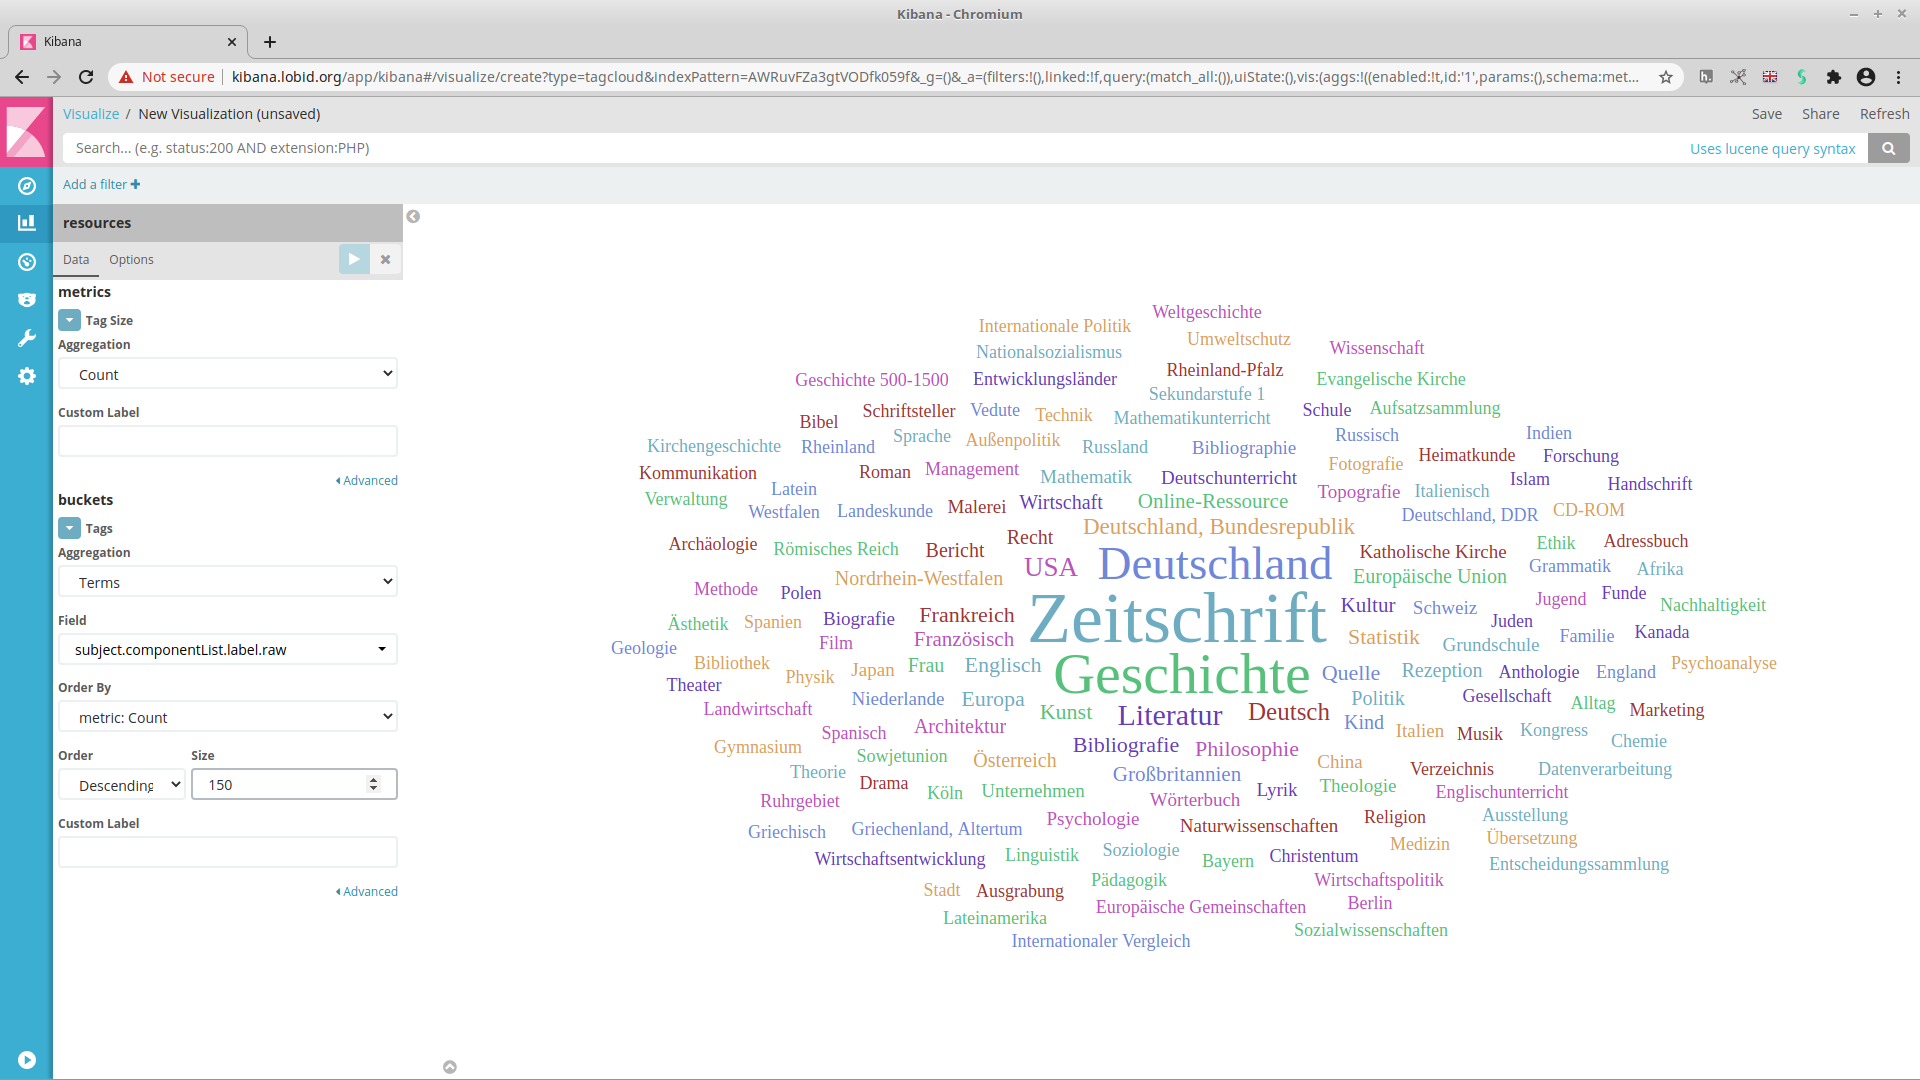 Kibana - Chromium
Kibana
Not secure
kibana.lobid.org/app/kibana#/visualize/create?type=tagcloud&indexPattern=AWRuvFZa3gtVODfk059f&_g=()&_a=(filters:!(),linked:!f,query:(match_all:()),uiState:(),vis:(aggs:!((enabled:!t,id:'1',params:(),schema:met...
Visualize / New Visualization (unsaved)
Save Share Refresh
Search... (e.g. status:200 AND extension:PHP)
Uses lucene query syntax
Add a filter
resources
Data Options
metrics
Tag Size
Aggregation
Count
Custom Label
Advanced
buckets
Tags
Aggregation
Terms
Field
subject.componentList.label.raw
Order By
metric: Count
Order Size
Descending 150
Custom Label
Advanced
Weltgeschichte
Internationale Politik
Umweltschutz
Wissenschaft
Nationalsozialismus
Rheinland-Pfalz
Geschichte 500-1500 Entwicklungsländer Evangelische Kirche
Sekundarstufe 1
Bibel Schriftsteller Vedute Technik Mathematikunterricht Schule Aufsatzsammlung
Kirchengeschichte Rheinland Sprache Außenpolitik Russland Bibliographie Russisch Indien
Kommunikation Roman Management Mathematik Deutschunterricht Fotografie Heimatkunde Forschung
Verwaltung Latein Topografie Italienisch Islam Handschrift
Westfalen Landeskunde Malerei Wirtschaft Online-Ressource Deutschland, DDR CD-ROM
Deutschland, Bundesrepublik
Archäologie Römisches Reich Bericht Recht Katholische Kirche Ethik Adressbuch
Nordrhein-Westfalen USA Deutschland Europäische Union Grammatik Afrika
Methode Polen Kultur Schweiz Jugend Funde Nachhaltigkeit
Ästhetik Spanien Biografie Frankreich Zeitschrift Juden
Geologie Film Französisch Statistik Grundschule Familie Kanada
Bibliothek Physik Japan Frau Englisch Geschichte Quelle Rezeption Anthologie England Psychoanalyse
Theater Niederlande Europa Politik Gesellschaft Alltag
Landwirtschaft Kunst Literatur Deutsch Marketing
Spanisch Architektur Kind Italien Musik Kongress
Gymnasium Sowjetunion Österreich Bibliografie Philosophie Chemie
Theorie Großbritannien China Verzeichnis Datenverarbeitung
Drama Köln Unternehmen Lyrik Theologie Englischunterricht
Ruhrgebiet Wörterbuch
Griechisch Griechenland, Altertum Psychologie Naturwissenschaften Religion Ausstellung
Wirtschaftsentwicklung Linguistik Soziologie Bayern Christentum Medizin Übersetzung
Entscheidungssammlung
Stadt Ausgrabung Pädagogik Wirtschaftspolitik
Lateinamerika Europäische Gemeinschaften Berlin
Internationaler Vergleich Sozialwissenschaften